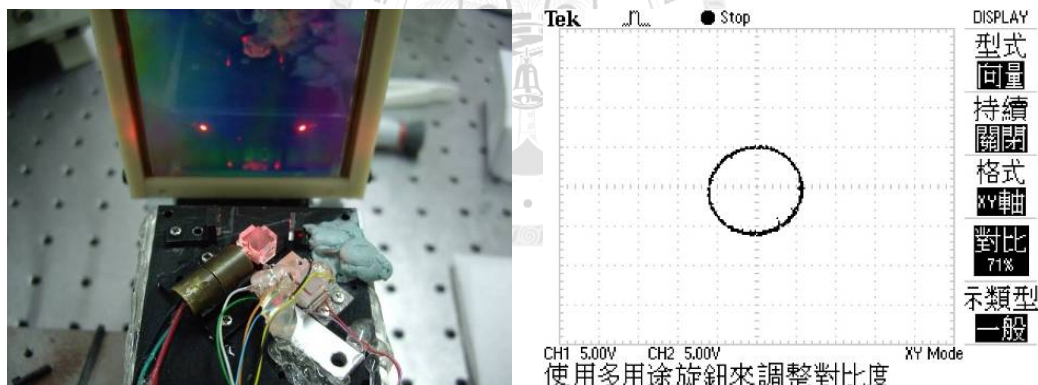 Tek
Stop
DISPLAY
型式
向量
持續
關閉
格式
XY軸
對比
71%
示類型
一般
CH1 5.00V CH2 5.00V XY Mode
使用多用途旋鈕來調整對比度